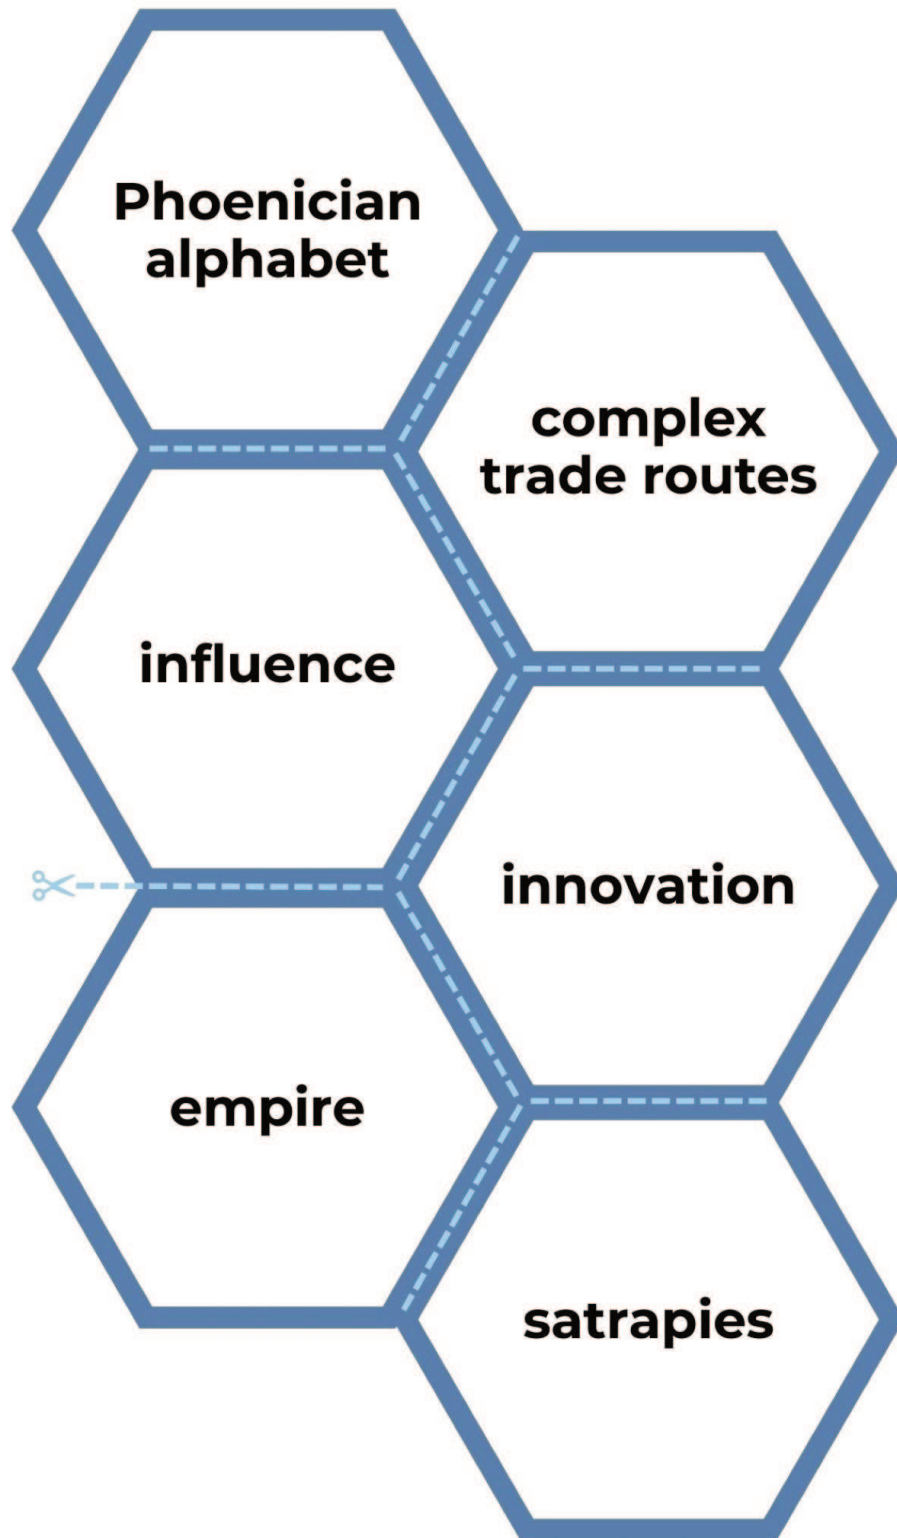 Phoenician
alphabet
complex
trade routes
influence
innovation
empire
satrapies